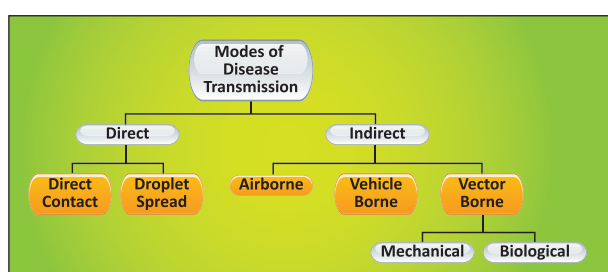 Modes of
Disease
Transmission
Direct
Indirect
Direct
Contact
Droplet
Spread
Airborne
Vehicle
Borne
Vector
Borne
Mechanical
Biological